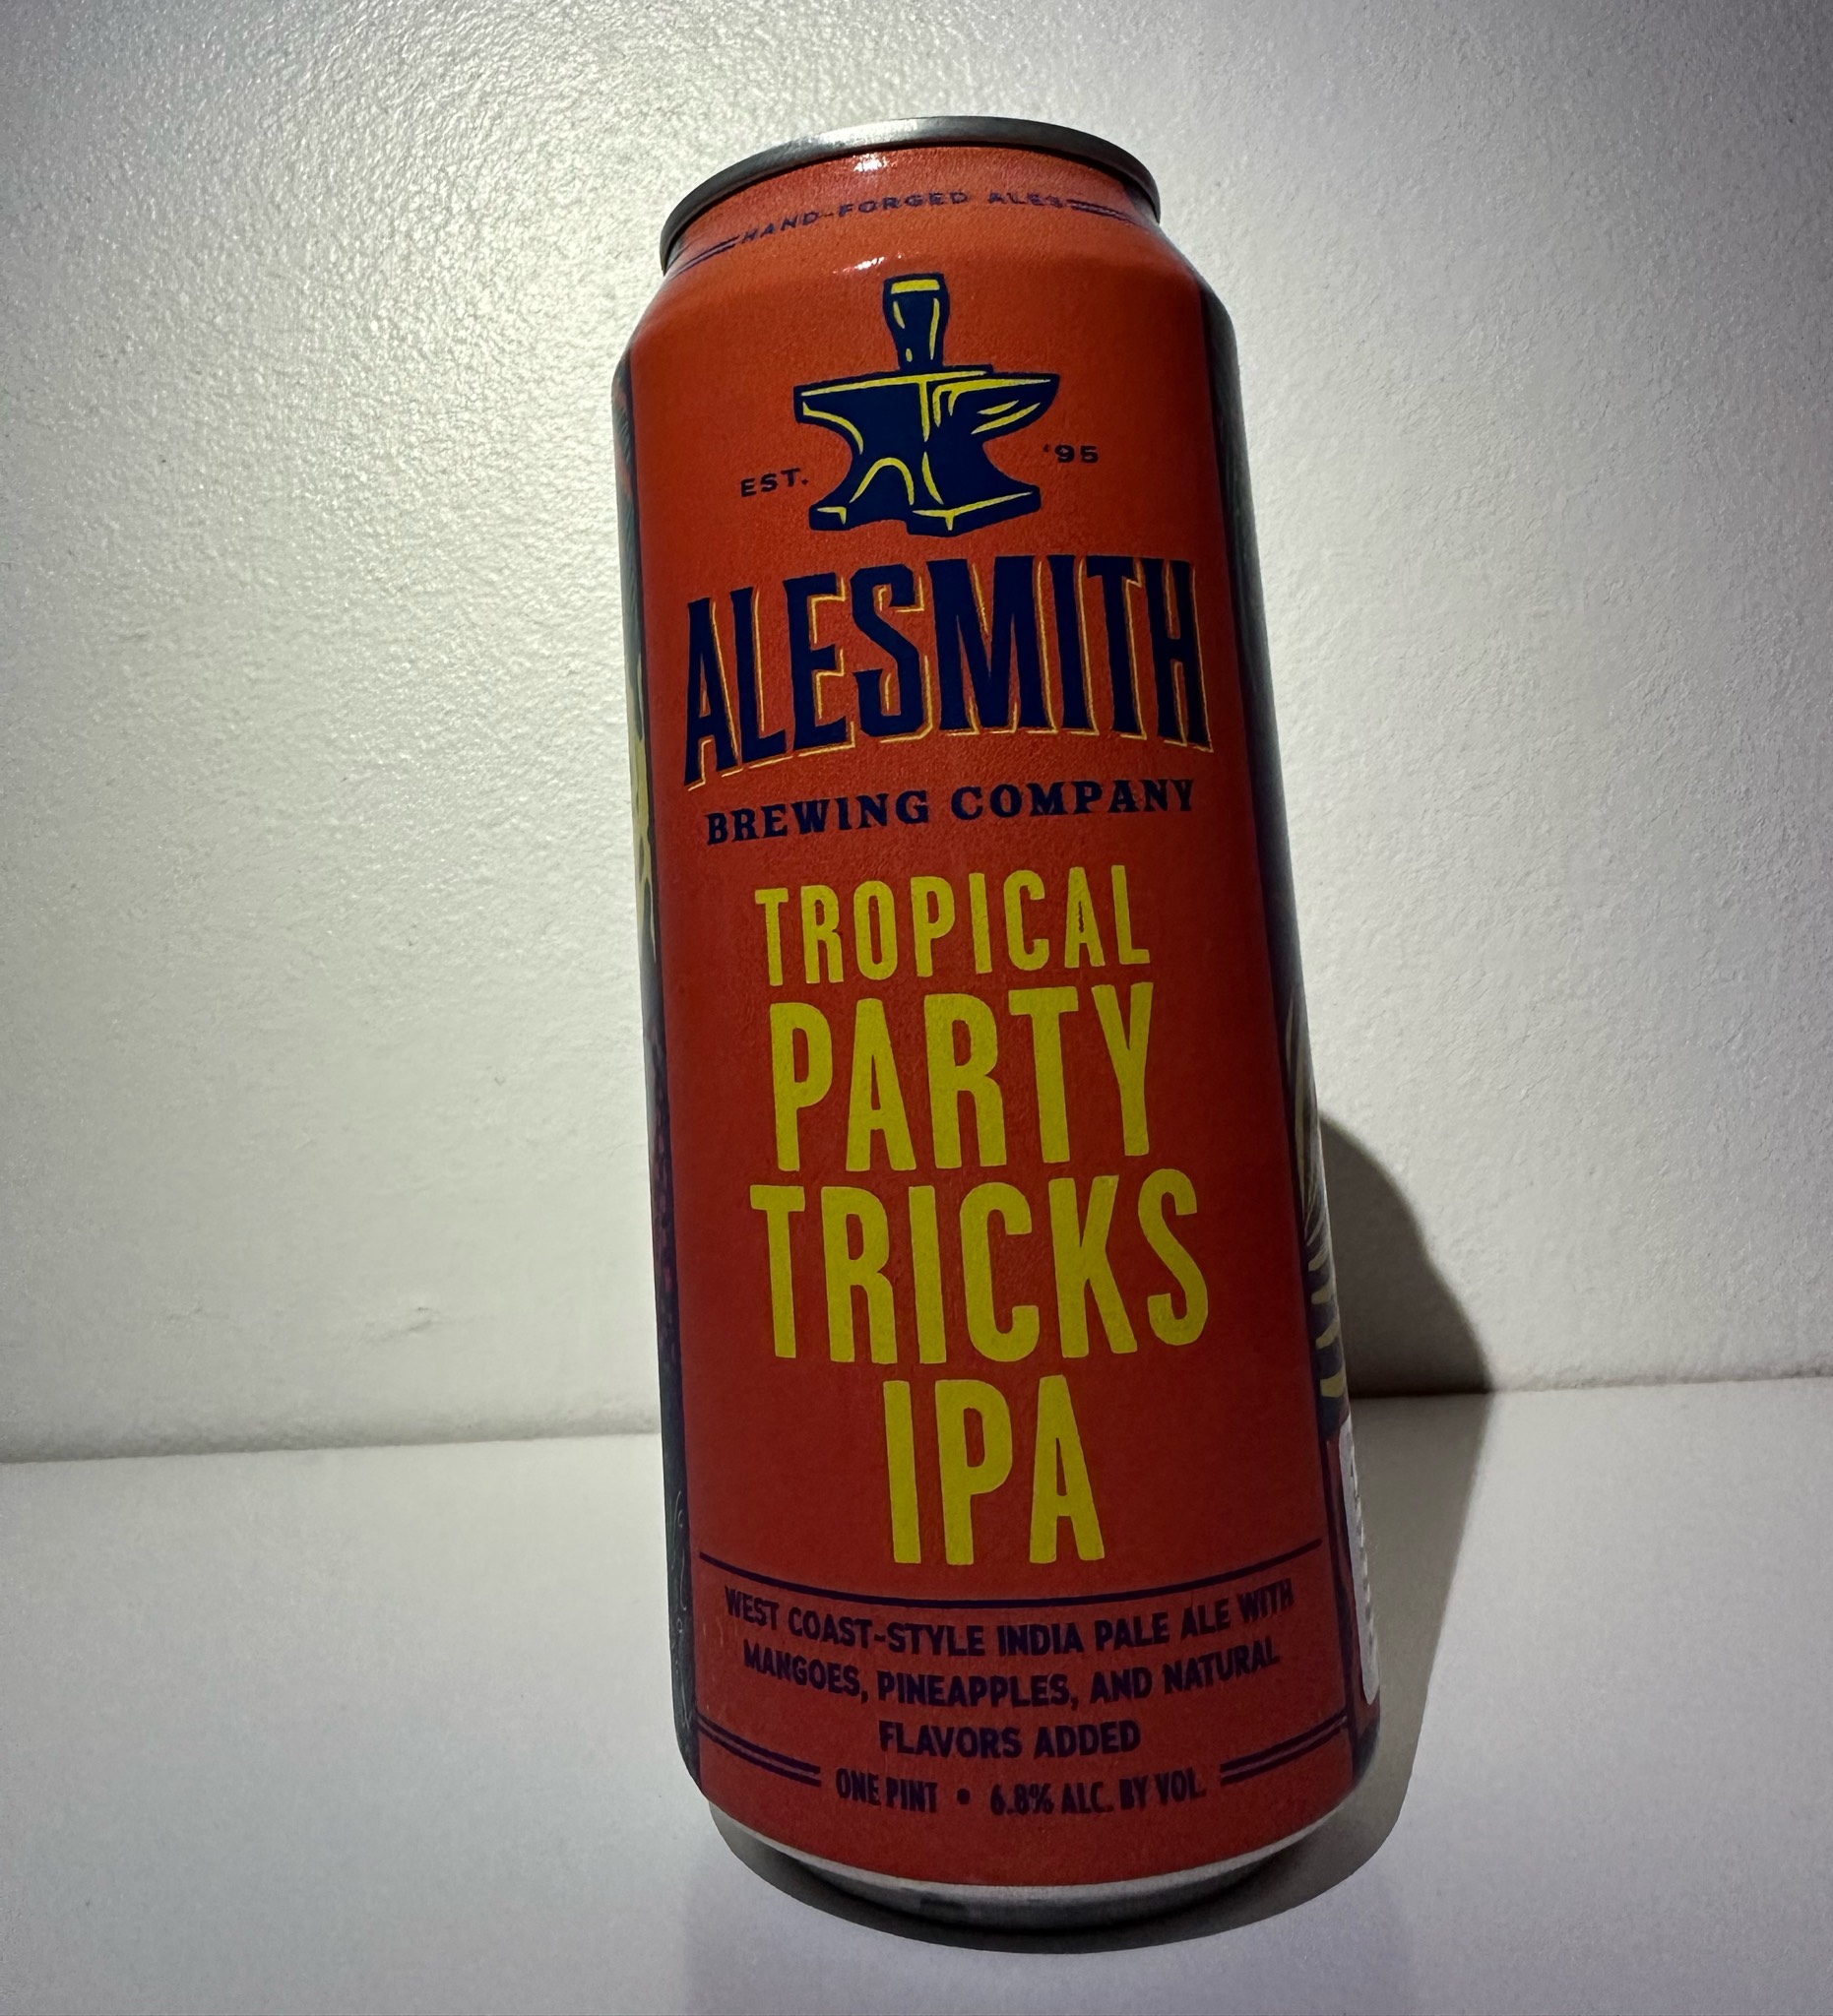 HAND-FORGED ALES
EST. '95
ALESMITH
BREWING COMPANY
TROPICAL
PARTY
TRICKS
IPA
WEST COAST-STYLE INDIA PALE ALE WITH
MANGOES, PINEAPPLES, AND NATURAL
FLAVORS ADDED
ONE PINT • 6.8% ALC. BY VOL.